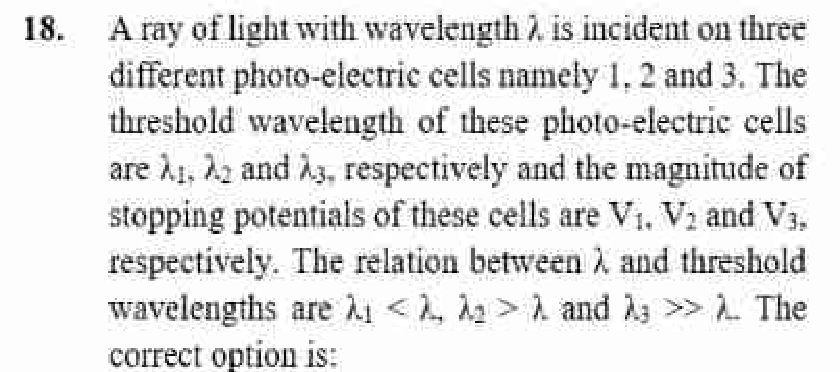 18. A ray of light with wavelength λ is incident on three
different photo-electric cells namely 1, 2 and 3. The
threshold wavelength of these photo-electric cells
are λ₁, λ₂ and λ₃, respectively and the magnitude of
stopping potentials of these cells are V₁, V₂ and V₃,
respectively. The relation between λ and threshold
wavelengths are λ₁ < λ, λ₂ > λ and λ₃ >> λ. The
correct option is: